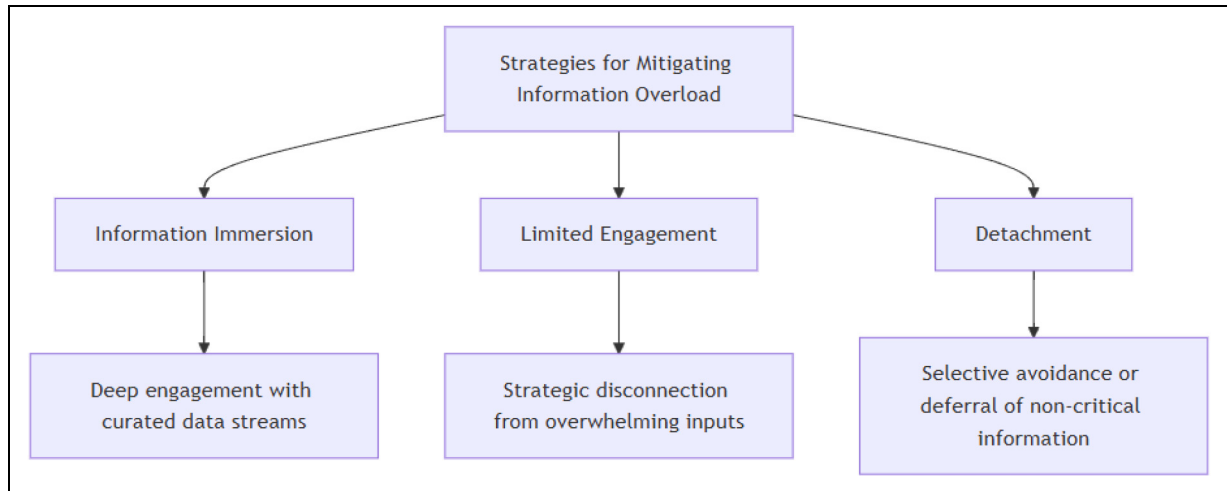 Strategies for Mitigating
Information Overload
Information Immersion
Limited Engagement
Detachment
Deep engagement with
curated data streams
Strategic disconnection
from overwhelming inputs
Selective avoidance or
deferral of non-critical
information